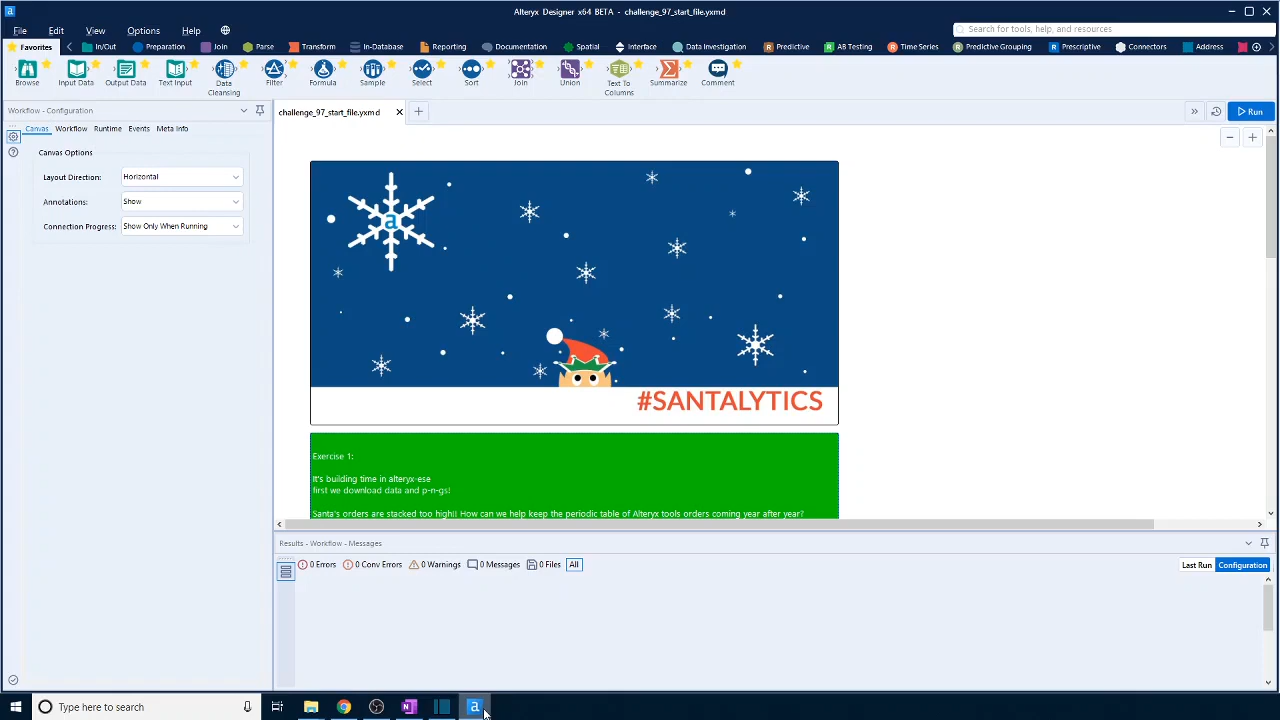 Alteryx Designer x64 BETA - challenge_97_start_file.yxmd
File Edit View Options Help
Search for tools, help, and resources
Favorites In/Out Preparation Join Parse Transform In-Database Reporting Documentation Spatial Interface Data Investigation Predictive AB Testing Time Series Predictive Grouping Prescriptive Connectors Address
Browse Input Data Output Data Text Input Data Cleansing Filter Formula Sample Select Sort Join Union Text To Columns Summarize Comment
Workflow - Configuration
challenge_97_start_file.yxmd
Run
Canvas Workflow Runtime Events Meta Info
Canvas Options
Layout Direction: Horizontal
Annotations: Show
Connection Progress: Show Only When Running
a
#SANTALYTICS
Exercise 1:
It's building time in alteryx-ese
first we download data and p-n-gs!
Santa's orders are stacked too high!! How can we help keep the periodic table of Alteryx tools orders coming year after year?
Results - Workflow - Messages
0 Errors 0 Conv Errors 0 Warnings 0 Messages 0 Files All
Last Run Configuration
Type here to search